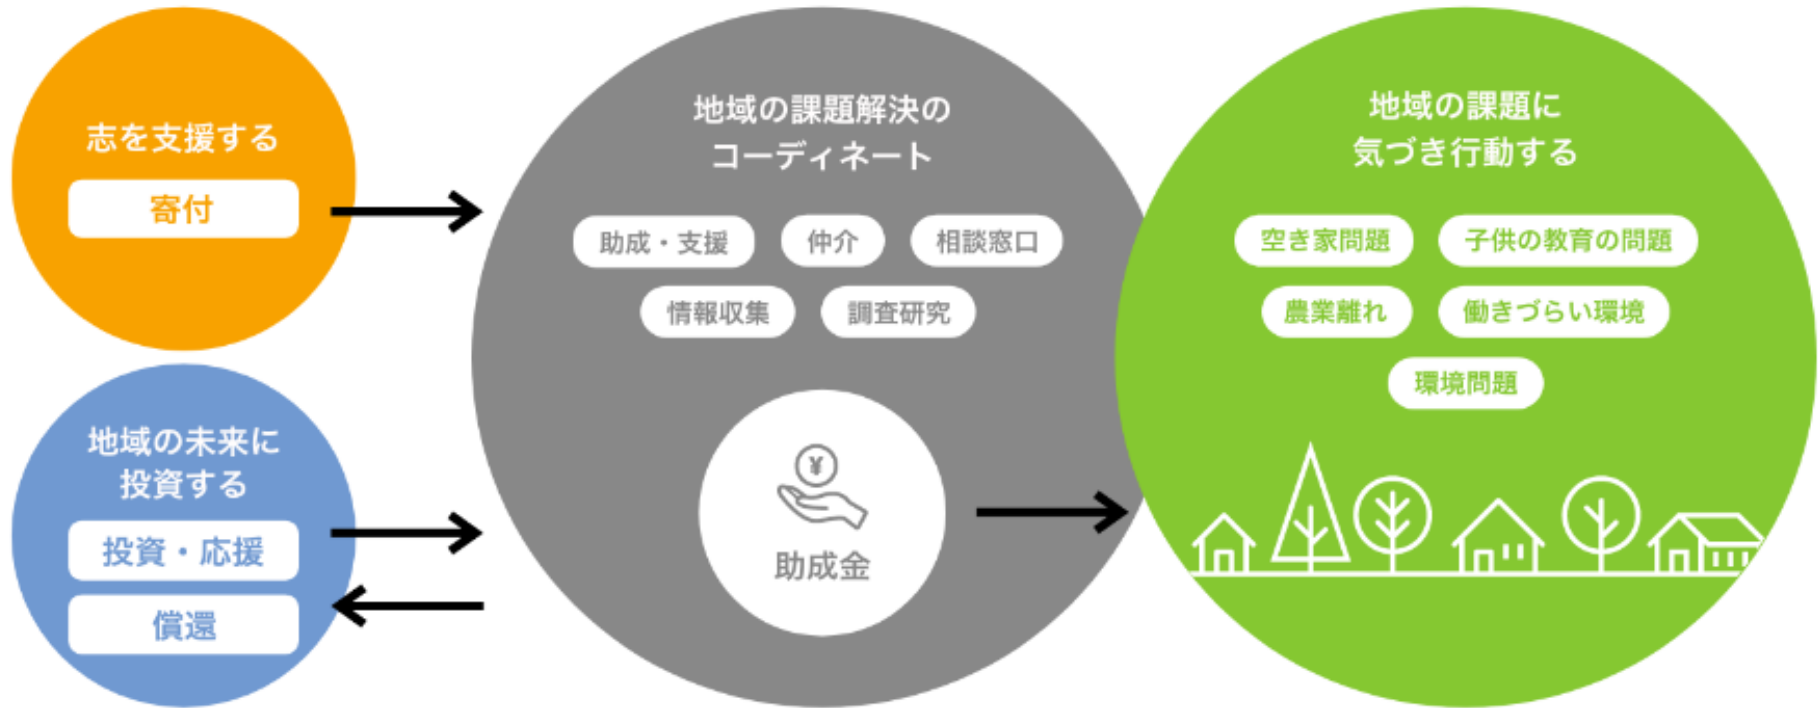 志を支援する
寄付
地域の未来に
投資する
投資・応援
償還
地域の課題解決の
コーディネート
助成・支援 仲介 相談窓口
情報収集 調査研究
¥
助成金
地域の課題に
気づき行動する
空き家問題 子供の教育の問題
農業離れ 働きづらい環境
環境問題